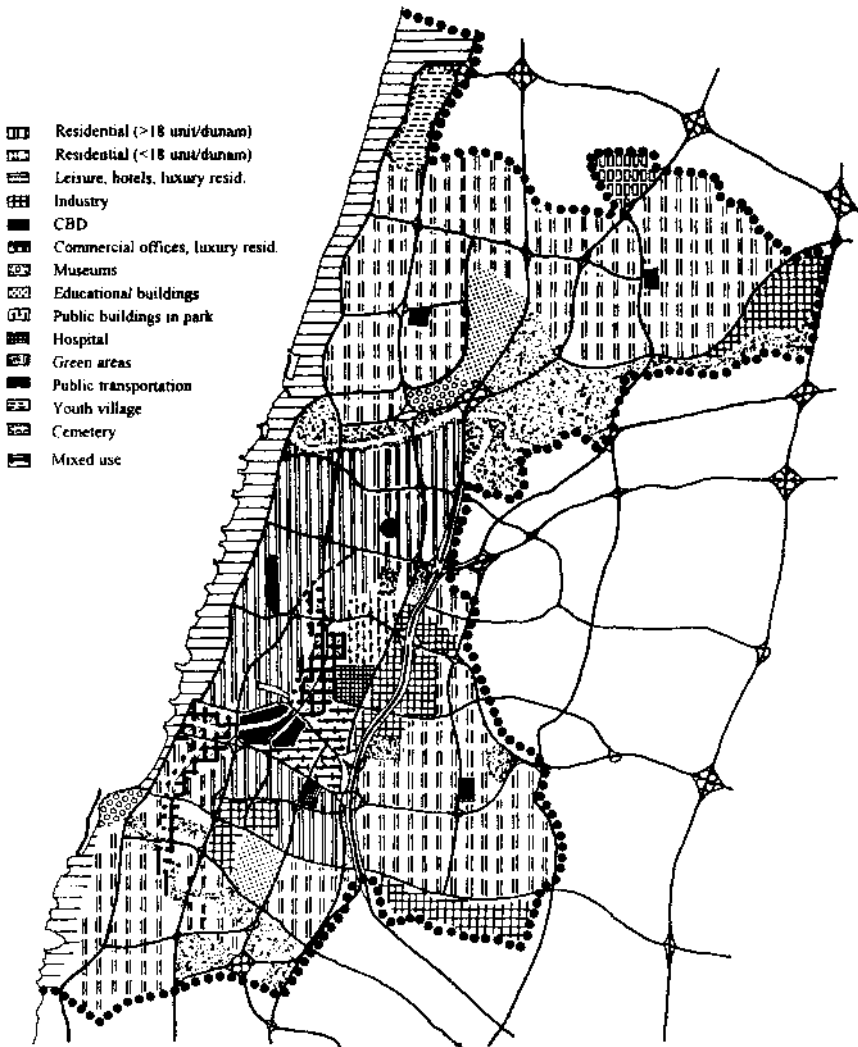 Residential (>18 unit/dunam)
Residential (<18 unit/dunam)
Leisure, hotels, luxury resid.
Industry
CBD
Commercial offices, luxury resid.
Museums
Educational buildings
Public buildings in park
Hospital
Green areas
Public transportation
Youth village
Cemetery
Mixed use